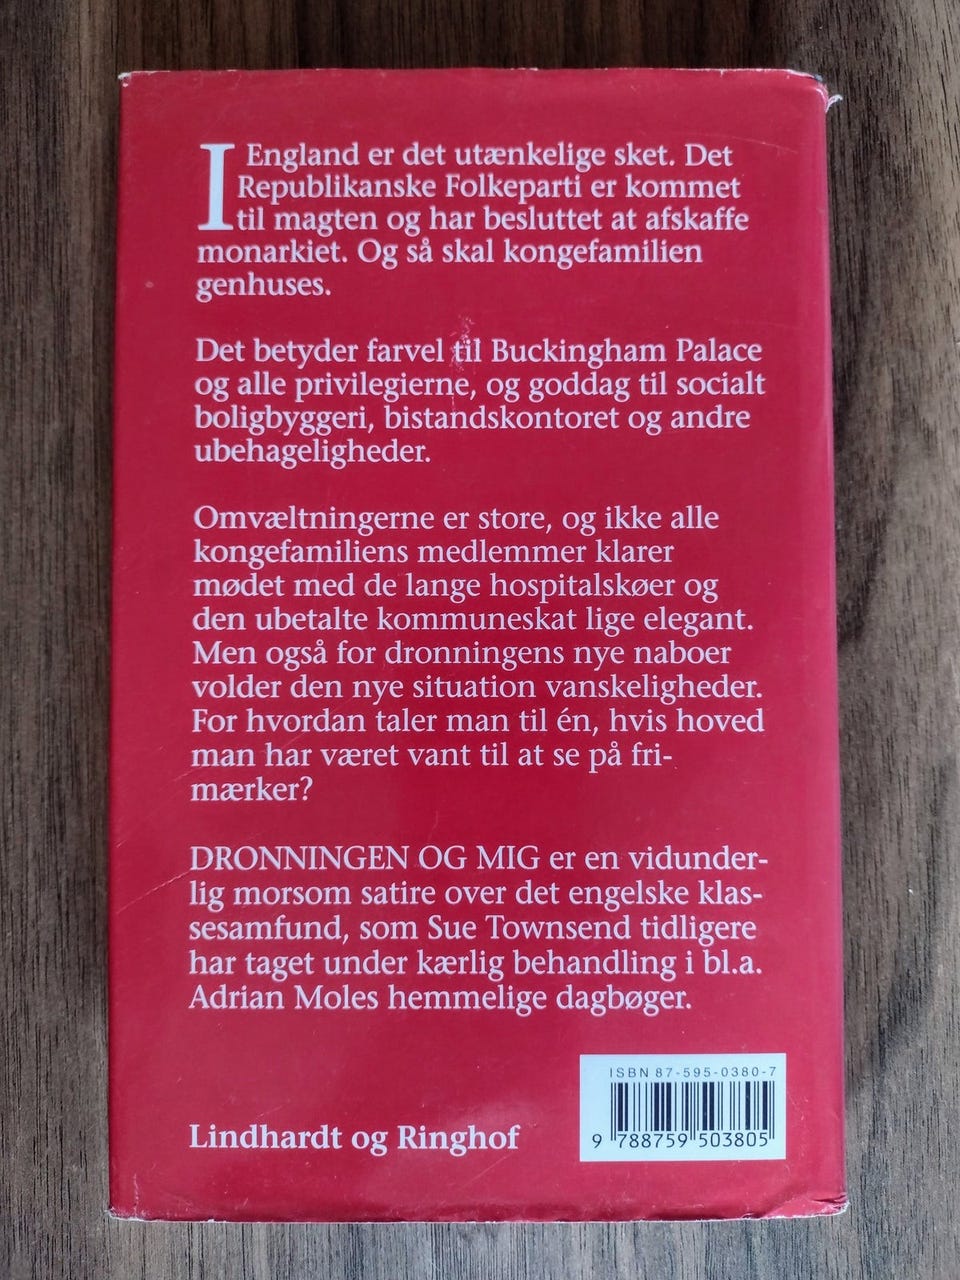 I England er det utænkelige sket. Det
Republikanske Folkeparti er kommet
til magten og har besluttet at afskaffe
monarkiet. Og så skal kongefamilien
genhuses.
Det betyder farvel til Buckingham Palace
og alle privilegierne, og goddag til socialt
boligbyggeri, bistandskontoret og andre
ubehageligheder.
Omvæltningerne er store, og ikke alle
kongefamiliens medlemmer klarer
mødet med de lange hospitalskøer og
den ubetalte kommuneskat lige elegant.
Men også for dronningens nye naboer
volder den nye situation vanskeligheder.
For hvordan taler man til én, hvis hoved
man har været vant til at se på fri-
mærker?
DRONNINGEN OG MIG er en vidunder-
lig morsom satire over det engelske klas-
sesamfund, som Sue Townsend tidligere
har taget under kærlig behandling i bl.a.
Adrian Moles hemmelige dagbøger.
ISBN 87-595-0380-7
9 788759 503805
Lindhardt og Ringhof